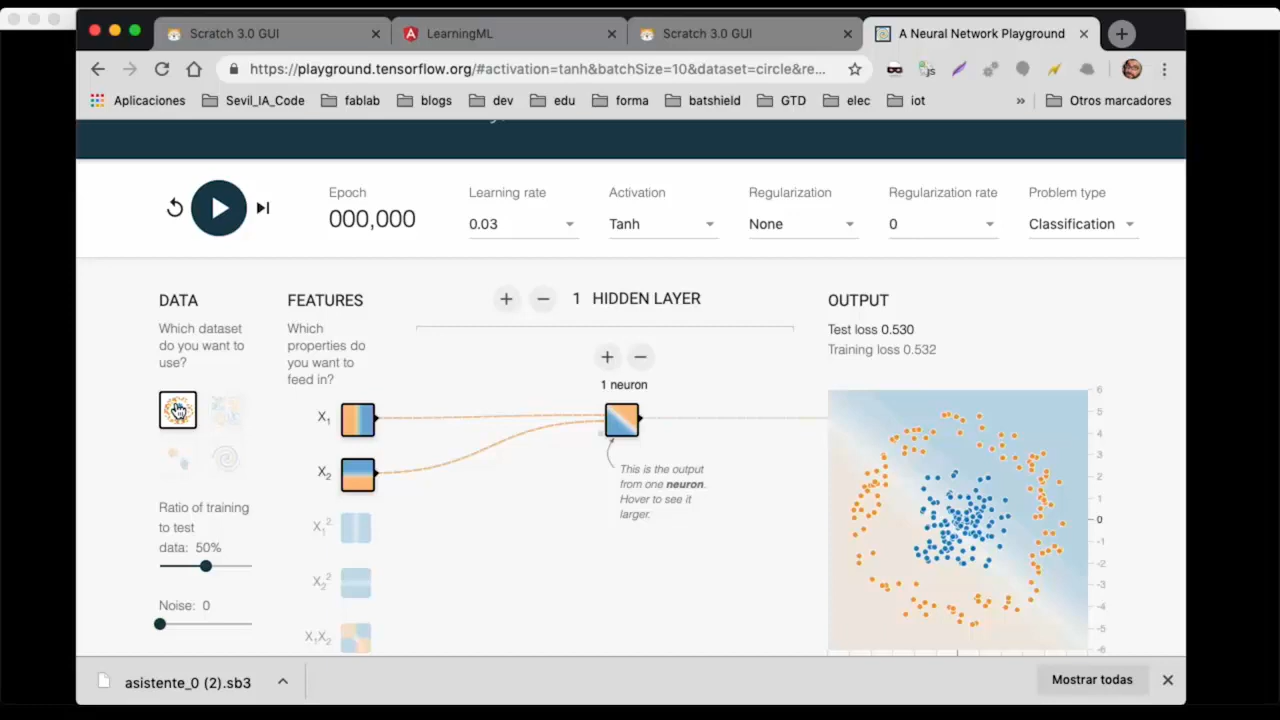 Scratch 3.0 GUI
LearningML
Scratch 3.0 GUI
A Neural Network Playground
https://playground.tensorflow.org/#activation=tanh&batchSize=10&dataset=circle&re...
Aplicaciones
Sevil_IA_Code
fablab
blogs
dev
edu
forma
batshield
GTD
elec
iot
»
Otros marcadores
Epoch
000,000
Learning rate
0.03
Activation
Tanh
Regularization
None
Regularization rate
0
Problem type
Classification
DATA
Which dataset
do you want to
use?
Ratio of training
to test
data: 50%
Noise: 0
FEATURES
Which
properties do
you want to
feed in?
X₁
X₂
X₁²
X₂²
X₁X₂
+ − 1 HIDDEN LAYER
+ −
1 neuron
This is the output
from one neuron.
Hover to see it
larger.
OUTPUT
Test loss 0.530
Training loss 0.532
6
5
4
3
2
1
0
-1
-2
-3
-4
-5
-6
asistente_0 (2).sb3
Mostrar todas